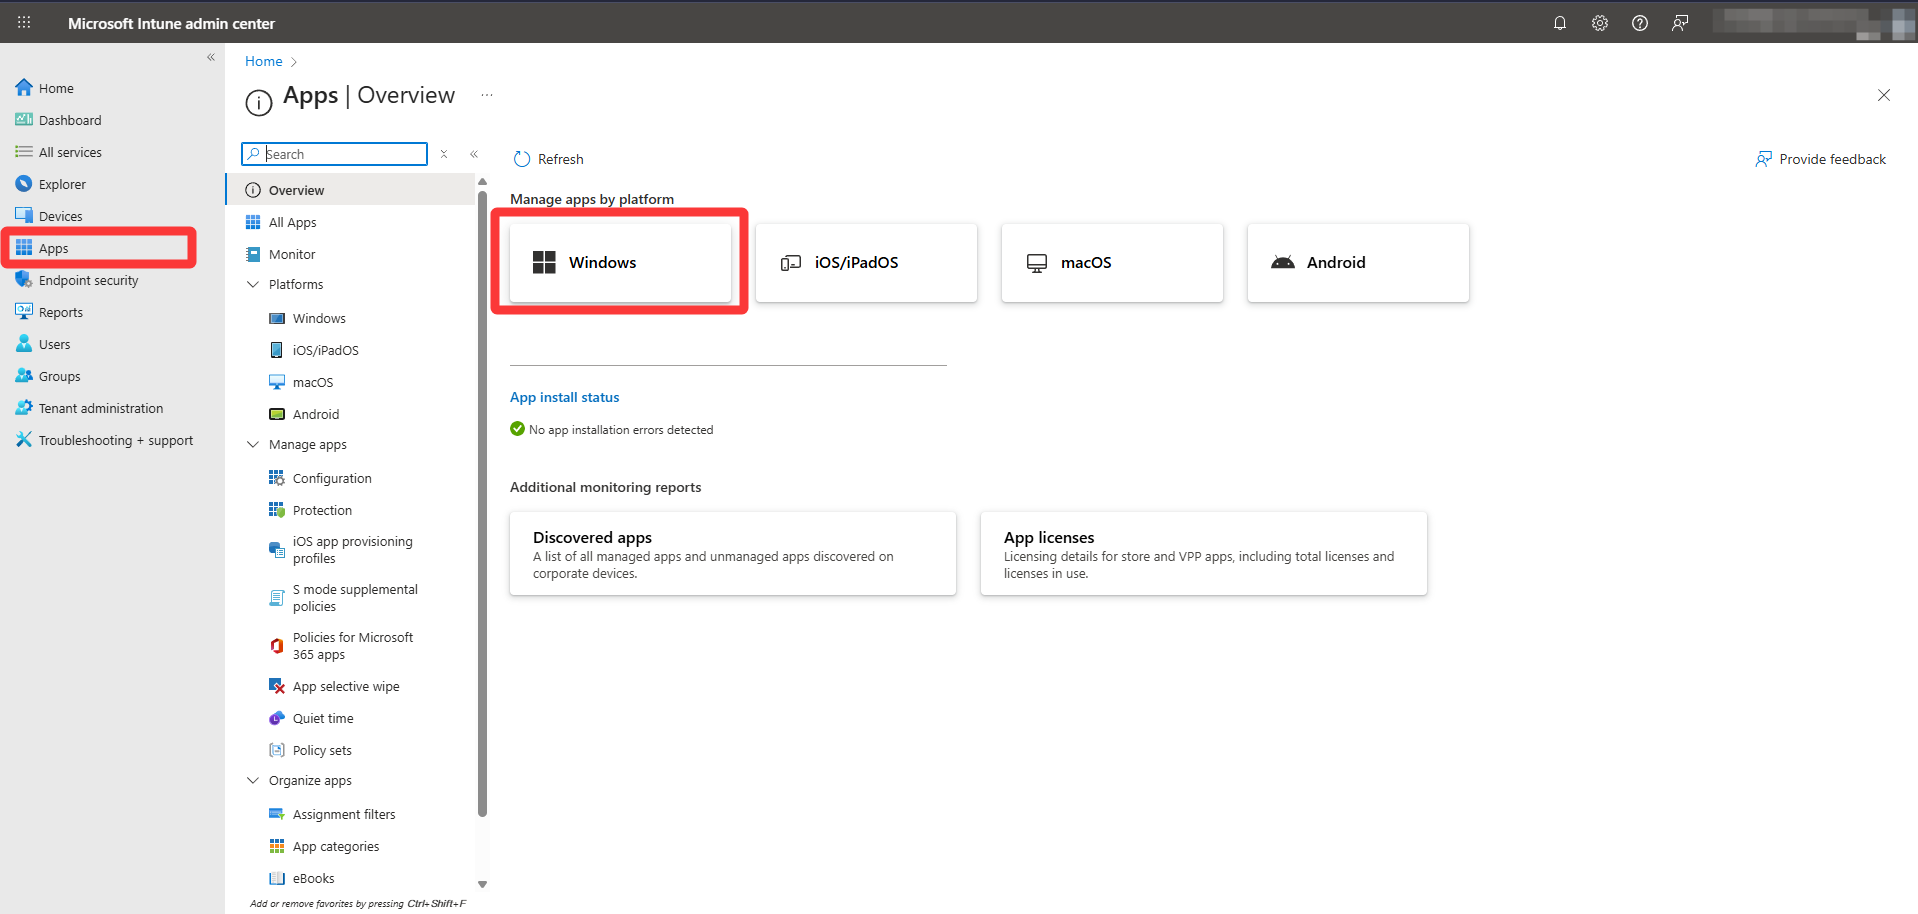 Microsoft Intune admin center
Home
Dashboard
All services
Explorer
Devices
Apps
Endpoint security
Reports
Users
Groups
Tenant administration
Troubleshooting + support
Home
Apps | Overview
Search
Overview
All Apps
Monitor
Platforms
Windows
iOS/iPadOS
macOS
Android
Manage apps
Configuration
Protection
iOS app provisioning
profiles
S mode supplemental
policies
Policies for Microsoft
365 apps
App selective wipe
Quiet time
Policy sets
Organize apps
Assignment filters
App categories
eBooks
Add or remove favorites by pressing Ctrl+Shift+F
Refresh
Provide feedback
Manage apps by platform
Windows
iOS/iPadOS
macOS
Android
App install status
No app installation errors detected
Additional monitoring reports
Discovered apps
A list of all managed apps and unmanaged apps discovered on
corporate devices.
App licenses
Licensing details for store and VPP apps, including total licenses and
licenses in use.